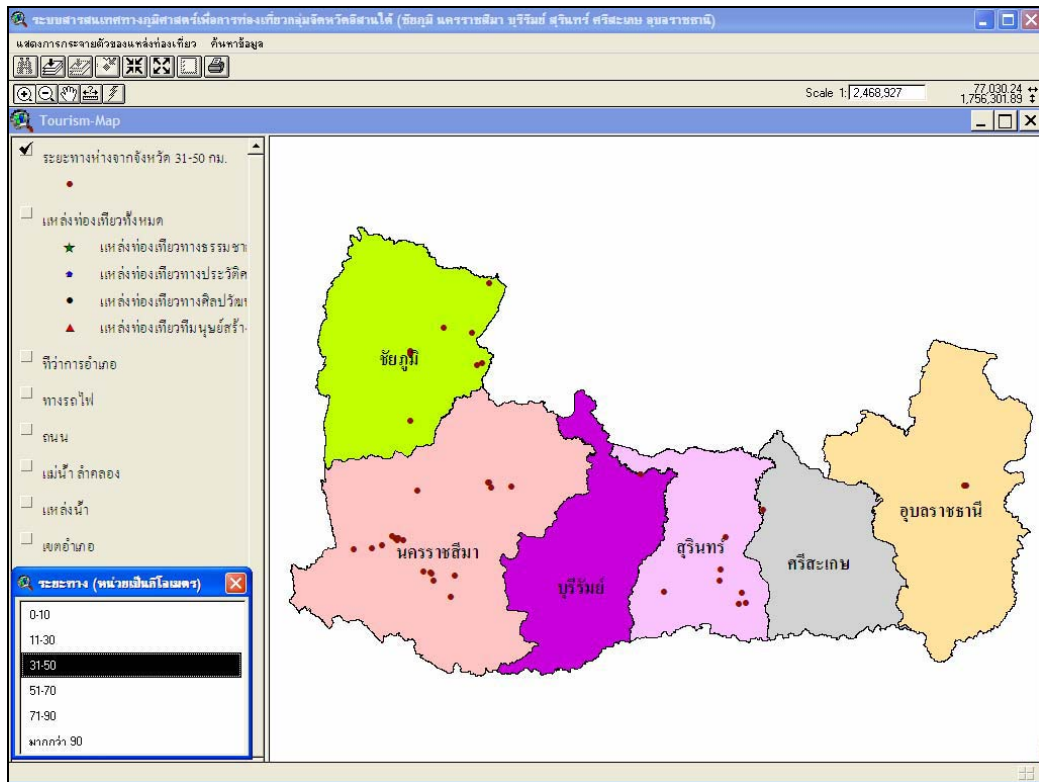 ระบบสารสนเทศทางภูมิศาสตร์เพื่อการท่องเที่ยวกลุ่มจังหวัดอีสานใต้ (ชัยภูมิ นครราชสีมา บุรีรัมย์ สุรินทร์ ศรีสะเกษ อุบลราชธานี)
แสดงการกระจายตัวของแหล่งท่องเที่ยว ค้นหาข้อมูล
Scale 1: 2,468,927
77,030.24
1,756,301.89
Tourism-Map
ระยะทางห่างจากจังหวัด 31-50 กม.
แหล่งท่องเที่ยวทั้งหมด
แหล่งท่องเที่ยวทางธรรมชา
แหล่งท่องเที่ยวทางประวัติศ
แหล่งท่องเที่ยวทางศิลปวัฒน
แหล่งท่องเที่ยวที่มนุษย์สร้าง
ที่ว่าการอำเภอ
ทางรถไฟ
ถนน
แม่น้ำ ลำคลอง
แหล่งน้ำ
เขตอำเภอ
ระยะทาง (หน่วยเป็นกิโลเมตร)
0-10
11-30
31-50
51-70
71-90
มากกว่า 90
ชัยภูมิ
นครราชสีมา
บุรีรัมย์
สุรินทร์
ศรีสะเกษ
อุบลราชธานี